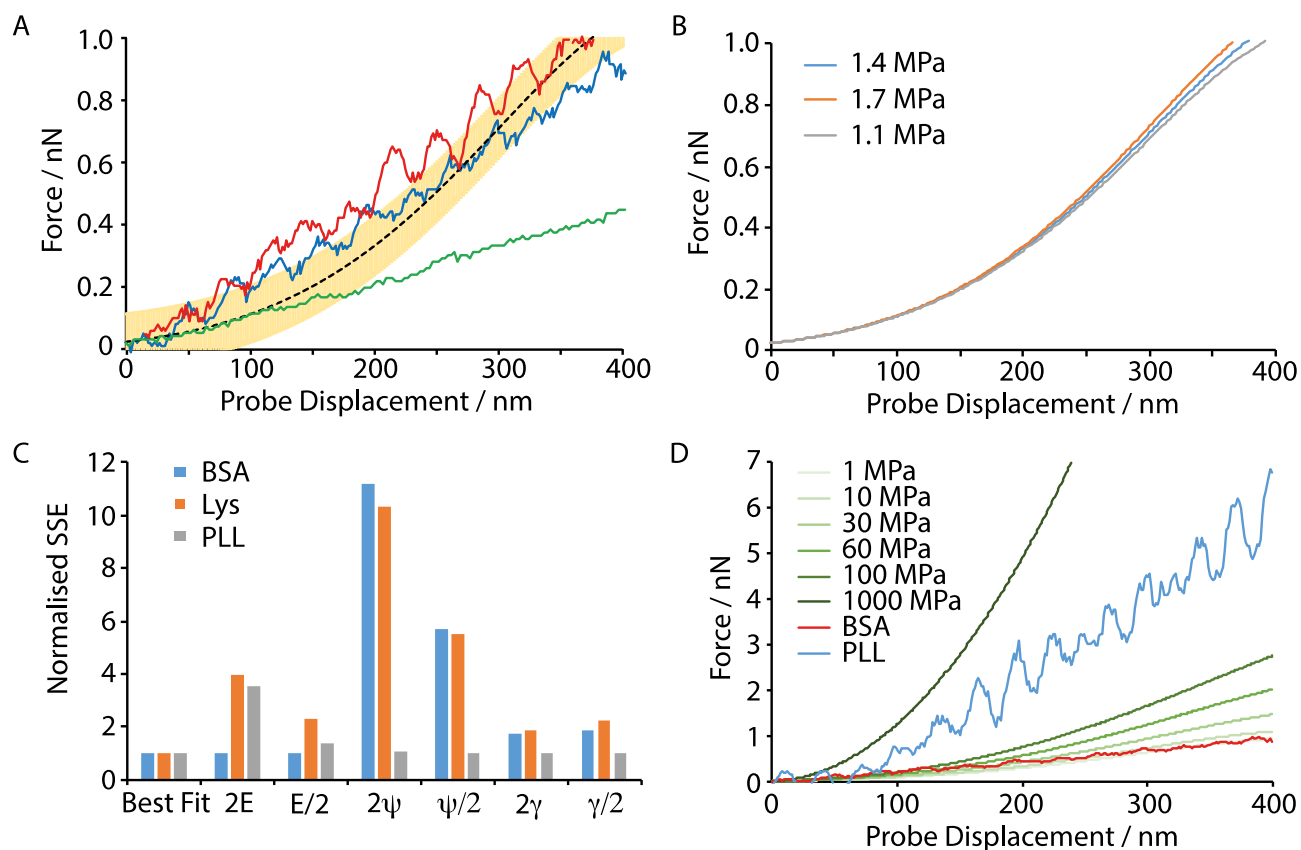 A
Force / nN
1.0
0.8
0.6
0.4
0.2
0
0 100 200 300 400
Probe Displacement / nm
B
Force / nN
1.0
0.8
0.6
0.4
0.2
0
1.4 MPa
1.7 MPa
1.1 MPa
0 100 200 300 400
Probe Displacement / nm
C
Normalised SSE
12
10
8
6
4
2
0
BSA
Lys
PLL
Best Fit 2E E/2 2ψ ψ/2 2γ γ/2
D
Force / nN
7
6
5
4
3
2
1
0
1 MPa
10 MPa
30 MPa
60 MPa
100 MPa
1000 MPa
BSA
PLL
0 100 200 300 400
Probe Displacement / nm